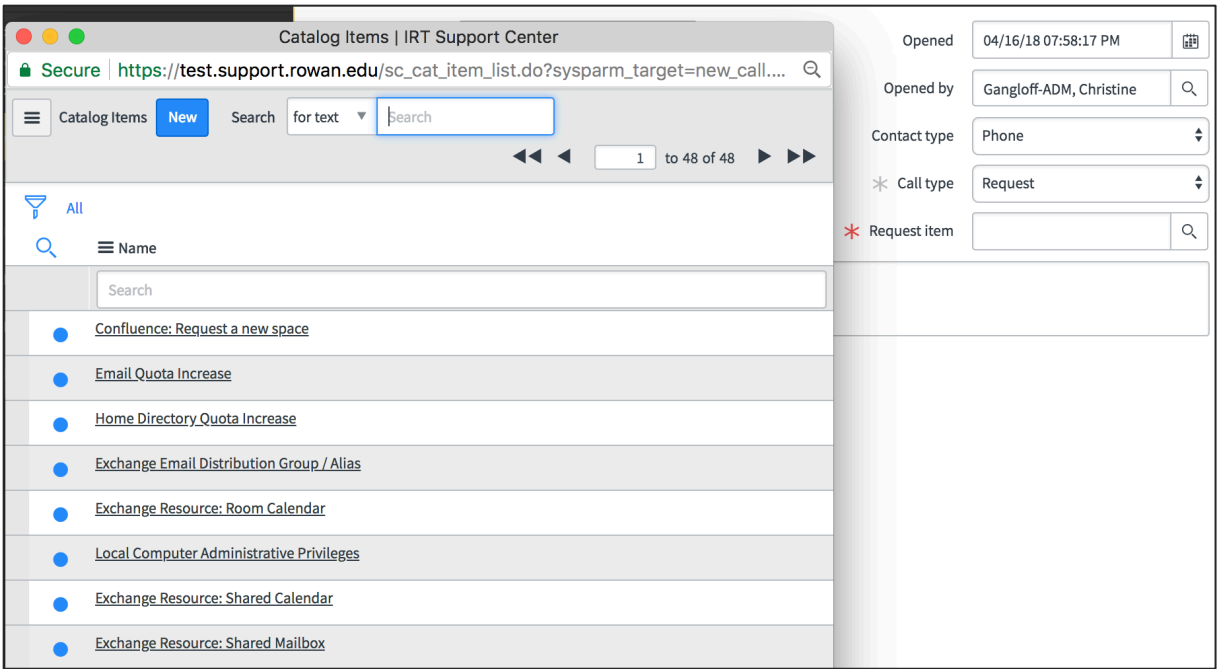 Catalog Items | IRT Support Center
Secure https://test.support.rowan.edu/sc_cat_item_list.do?sysparm_target=new_call....
Catalog Items New Search for text Search
1 to 48 of 48
All
Name
Search
Confluence: Request a new space
Email Quota Increase
Home Directory Quota Increase
Exchange Email Distribution Group / Alias
Exchange Resource: Room Calendar
Local Computer Administrative Privileges
Exchange Resource: Shared Calendar
Exchange Resource: Shared Mailbox
Opened 04/16/18 07:58:17 PM
Opened by Gangloff-ADM, Christine
Contact type Phone
Call type Request
Request item